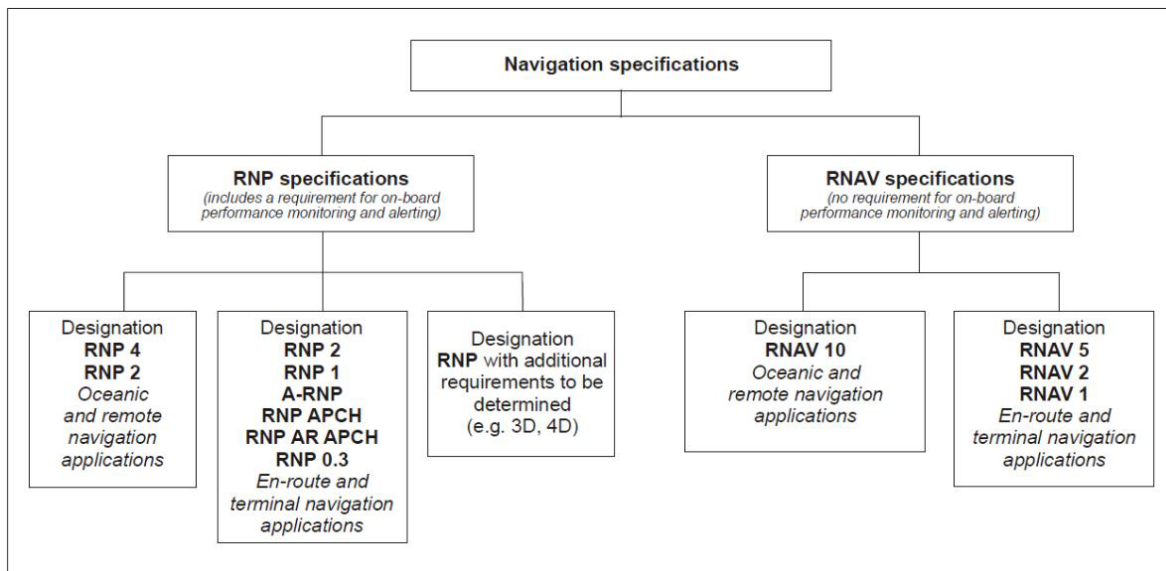 Navigation specifications
RNP specifications
(includes a requirement for on-board
performance monitoring and alerting)
RNAV specifications
(no requirement for on-board
performance monitoring and alerting)
Designation
RNP 4
RNP 2
Oceanic
and remote
navigation
applications
Designation
RNP 2
RNP 1
A-RNP
RNP APCH
RNP AR APCH
RNP 0.3
En-route and
terminal navigation
applications
Designation
RNP with additional
requirements to be
determined
(e.g. 3D, 4D)
Designation
RNAV 10
Oceanic and
remote navigation
applications
Designation
RNAV 5
RNAV 2
RNAV 1
En-route and
terminal navigation
applications